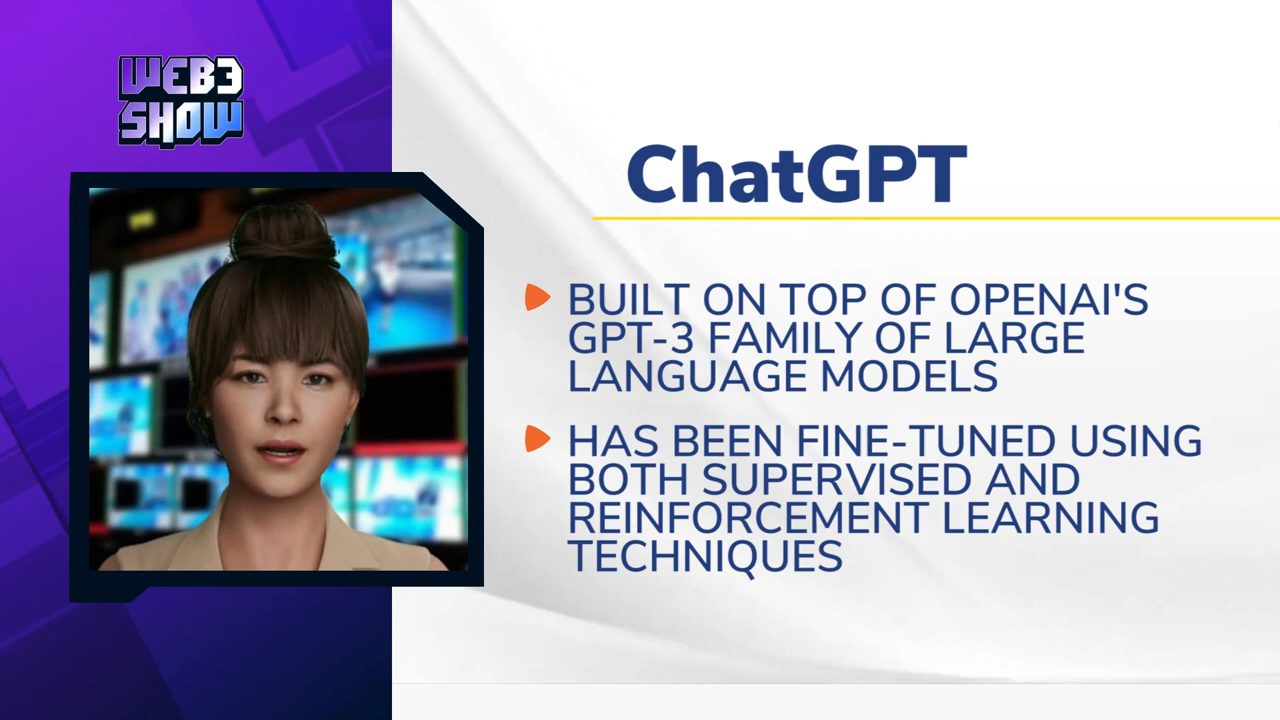 WEB3
SHOW
ChatGPT
BUILT ON TOP OF OPENAI'S
GPT-3 FAMILY OF LARGE
LANGUAGE MODELS
HAS BEEN FINE-TUNED USING
BOTH SUPERVISED AND
REINFORCEMENT LEARNING
TECHNIQUES